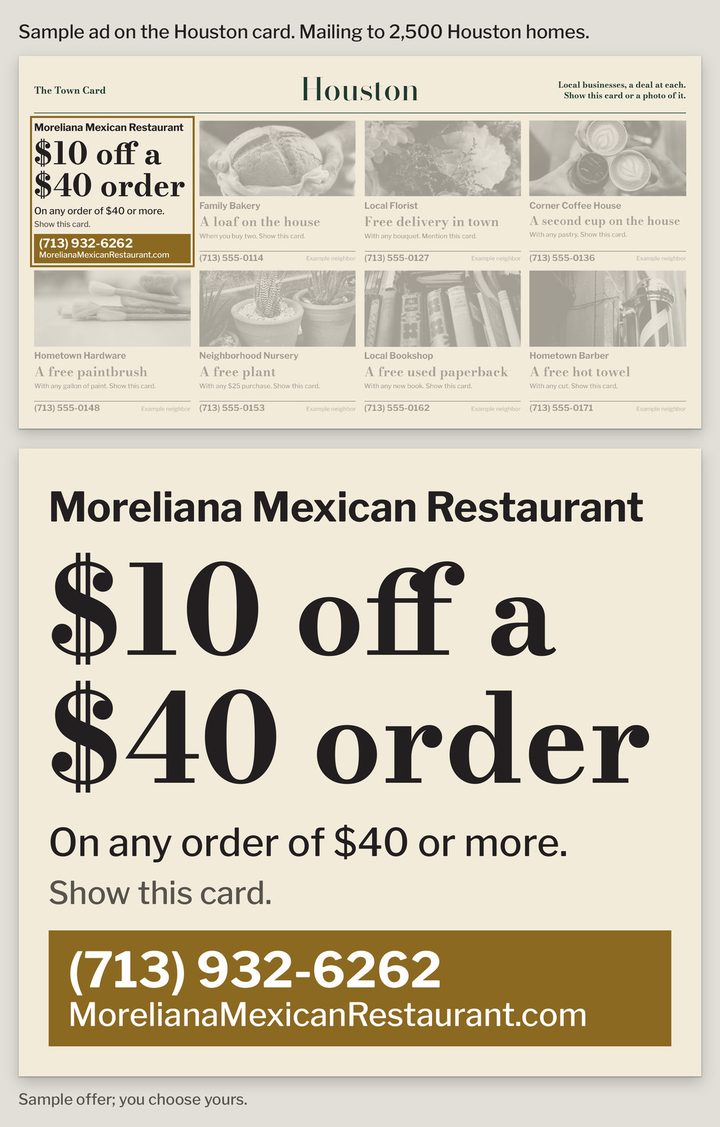 Sample ad on the Houston card. Mailing to 2,500 Houston homes.
The Town Card
Houston
Local businesses, a deal at each.
Show this card or a photo of it.
Moreliana Mexican Restaurant
$10 off a
$40 order
On any order of $40 or more.
Show this card.
(713) 932-6262
MorelianaMexicanRestaurant.com
Family Bakery
A loaf on the house
When you buy two. Show this card.
(713) 555-0114
Example neighbor
Local Florist
Free delivery in town
With any bouquet. Mention this card.
(713) 555-0127
Example neighbor
Corner Coffee House
A second cup on the house
With any pastry. Show this card.
(713) 555-0136
Example neighbor
Hometown Hardware
A free paintbrush
With any gallon of paint. Show this card.
(713) 555-0148
Example neighbor
Neighborhood Nursery
A free plant
With any $25 purchase. Show this card.
(713) 555-0153
Example neighbor
Local Bookshop
A free used paperback
With any new book. Show this card.
(713) 555-0162
Example neighbor
Hometown Barber
A free hot towel
With any cut. Show this card.
(713) 555-0171
Example neighbor
Moreliana Mexican Restaurant
$10 off a
$40 order
On any order of $40 or more.
Show this card.
(713) 932-6262
MorelianaMexicanRestaurant.com
Sample offer; you choose yours.